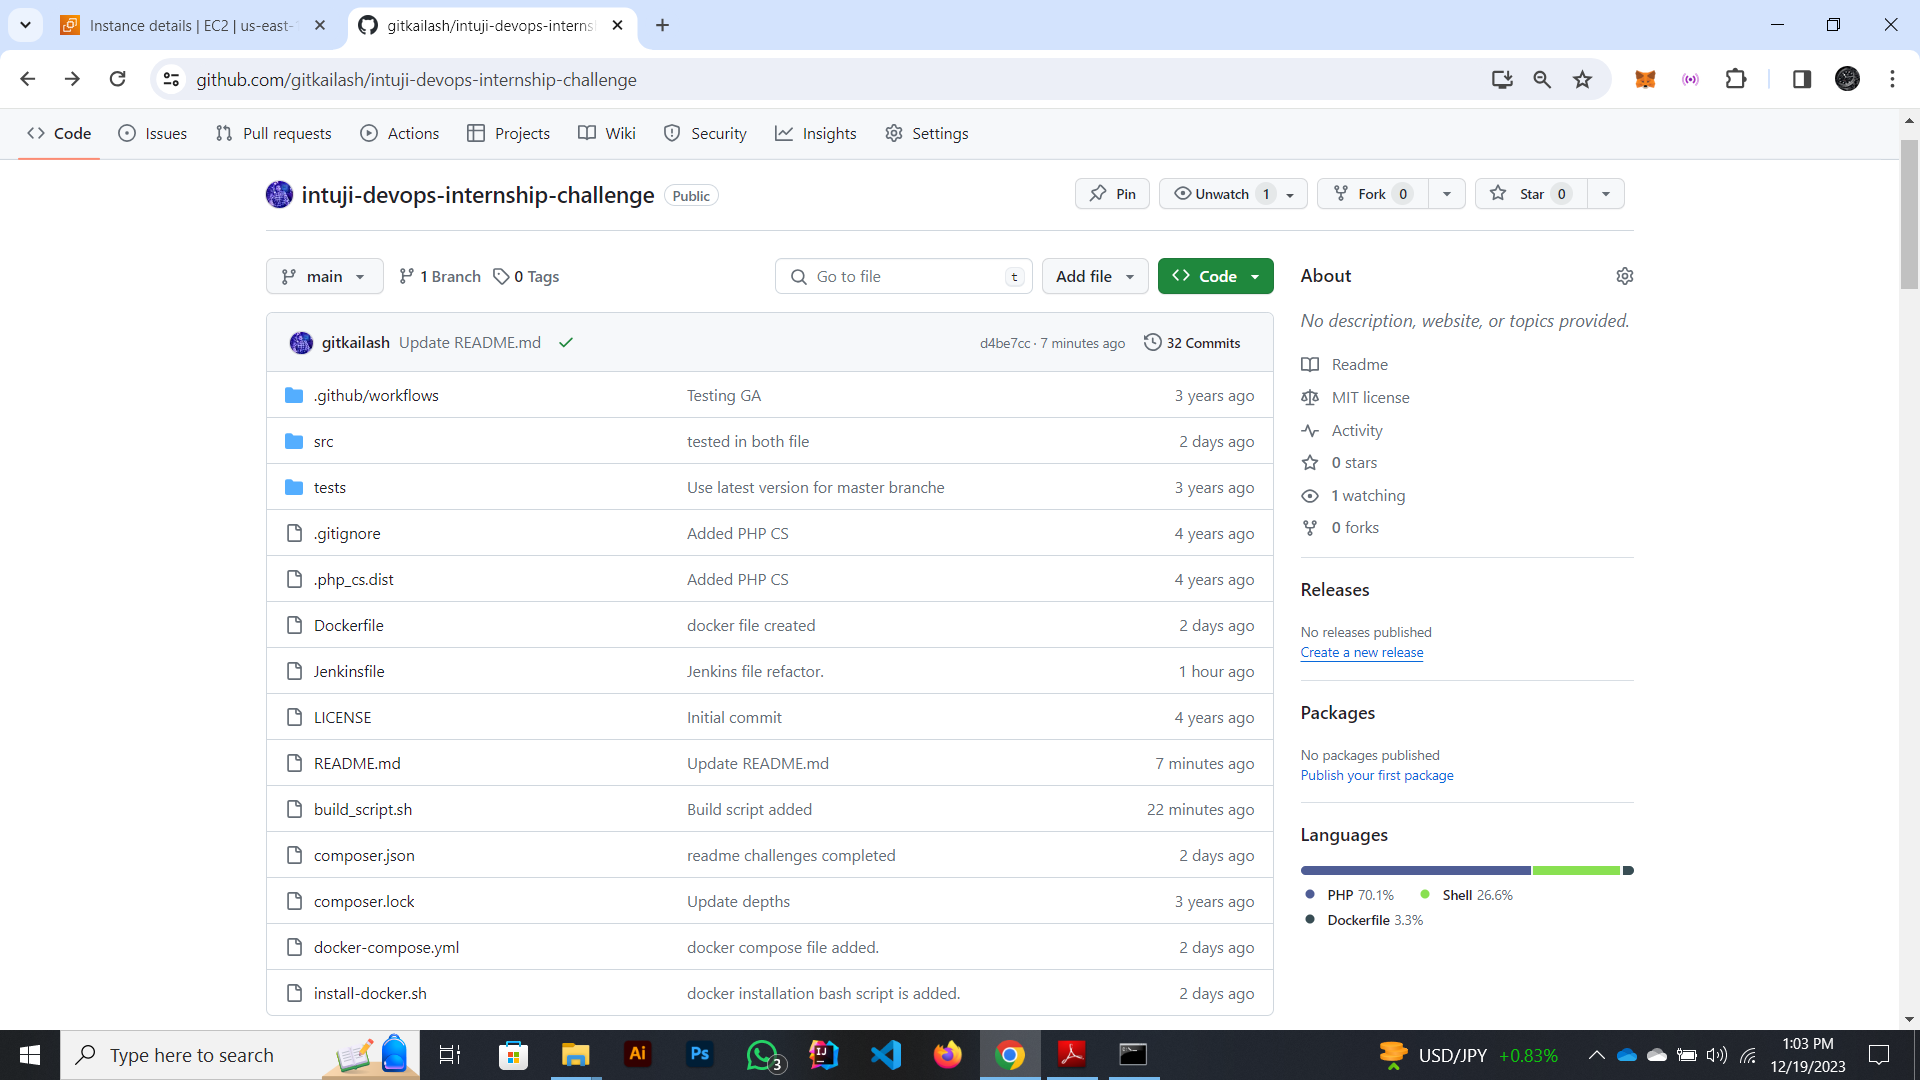 Instance details | EC2 | us-east-1
gitkailash/intuji-devops-interns
github.com/gitkailash/intuji-devops-internship-challenge
Code Issues Pull requests Actions Projects Wiki Security Insights Settings
intuji-devops-internship-challenge Public Pin Unwatch 1 Fork 0 Star 0
main 1 Branch 0 Tags Go to file t Add file Code
gitkailash Update README.md d4be7cc · 7 minutes ago 32 Commits
.github/workflows Testing GA 3 years ago
src tested in both file 2 days ago
tests Use latest version for master branche 3 years ago
.gitignore Added PHP CS 4 years ago
.php_cs.dist Added PHP CS 4 years ago
Dockerfile docker file created 2 days ago
Jenkinsfile Jenkins file refactor. 1 hour ago
LICENSE Initial commit 4 years ago
README.md Update README.md 7 minutes ago
build_script.sh Build script added 22 minutes ago
composer.json readme challenges completed 2 days ago
composer.lock Update depths 3 years ago
docker-compose.yml docker compose file added. 2 days ago
install-docker.sh docker installation bash script is added. 2 days ago
About
No description, website, or topics provided.
Readme
MIT license
Activity
0 stars
1 watching
0 forks
Releases
No releases published
Create a new release
Packages
No packages published
Publish your first package
Languages
PHP 70.1% Shell 26.6%
Dockerfile 3.3%
Type here to search Ai Ps 3 IJ USD/JPY +0.83% 1:03 PM
12/19/2023